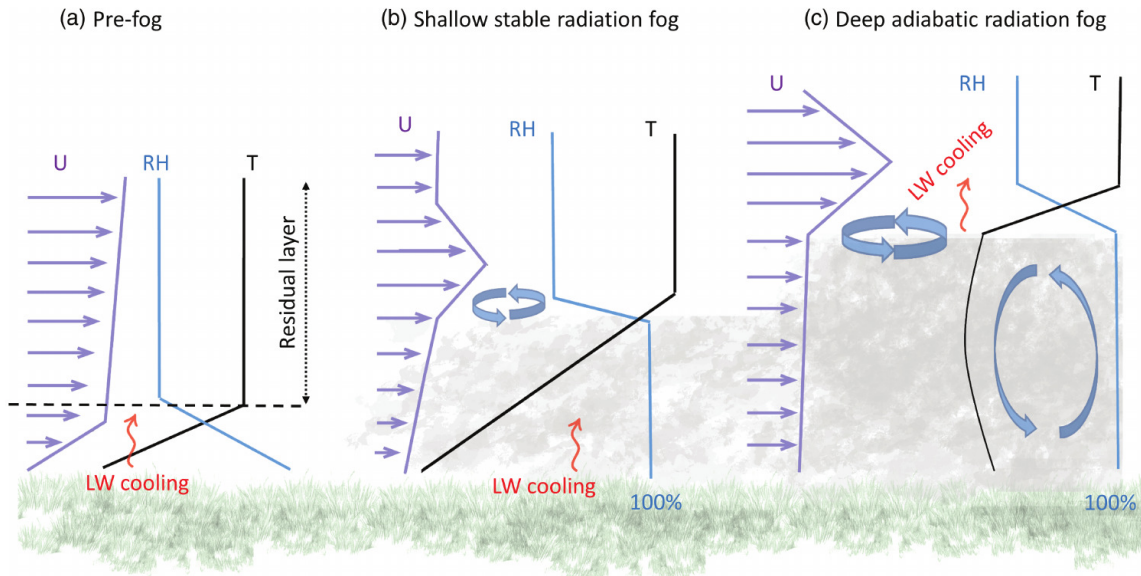 (a) Pre-fog
U
RH
T
Residual layer
LW cooling
(b) Shallow stable radiation fog
U
RH
T
LW cooling
100%
(c) Deep adiabatic radiation fog
U
RH
T
LW cooling
100%